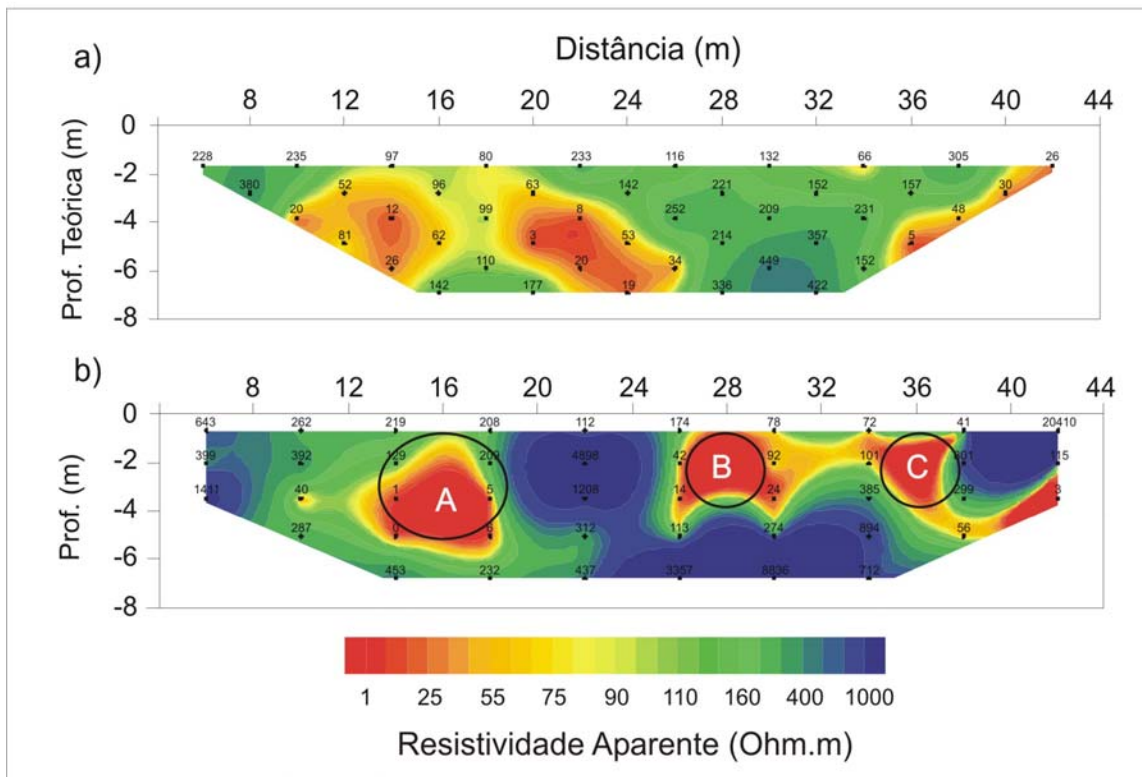 a)
Distância (m)
8 12 16 20 24 28 32 36 40 44
Prof. Teórica (m)
0
-2
-4
-6
-8
228 235 97 80 233 116 132 66 305 26
380 52 96 63 142 221 152 157 30
20 12 99 8 252 209 231 48
81 62 3 53 214 357 5
26 110 20 34 449 152
142 177 19 336 422
b)
8 12 16 20 24 28 32 36 40 44
Prof. (m)
0
-2
-4
-6
-8
643 262 219 208 112 174 78 72 41 20410
399 392 129 209 4898 42 92 101 301 115
1411 40 1 5 1208 14 24 385 299 3
287 0 6 312 113 274 894 56
453 232 437 3357 8836 712
A
B
C
1 25 55 75 90 110 160 400 1000
Resistividade Aparente (Ohm.m)